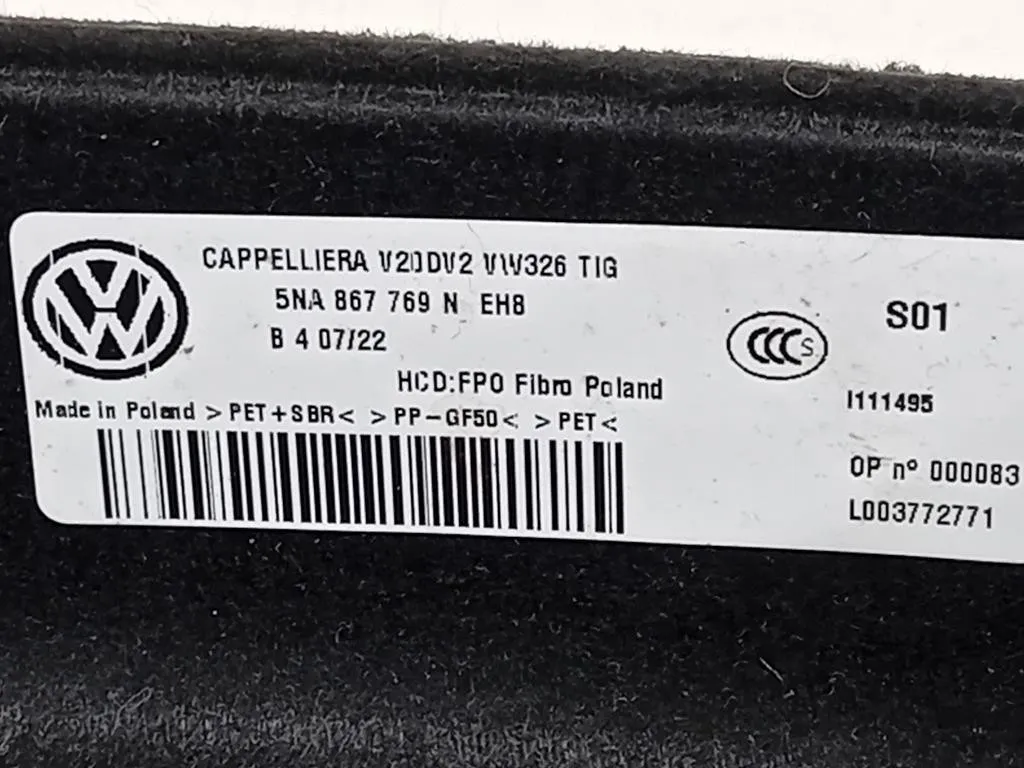 CAPPELLIERA V20DV2 VW326 TIG
5NA 867 769 N EH8
B 4 07/22
HCD:FPO Fibro Poland
Made in Poland >PET+SBR< >PP-GF50< >PET<
CCC S
S01
I111495
OP n° 000083
L003772771